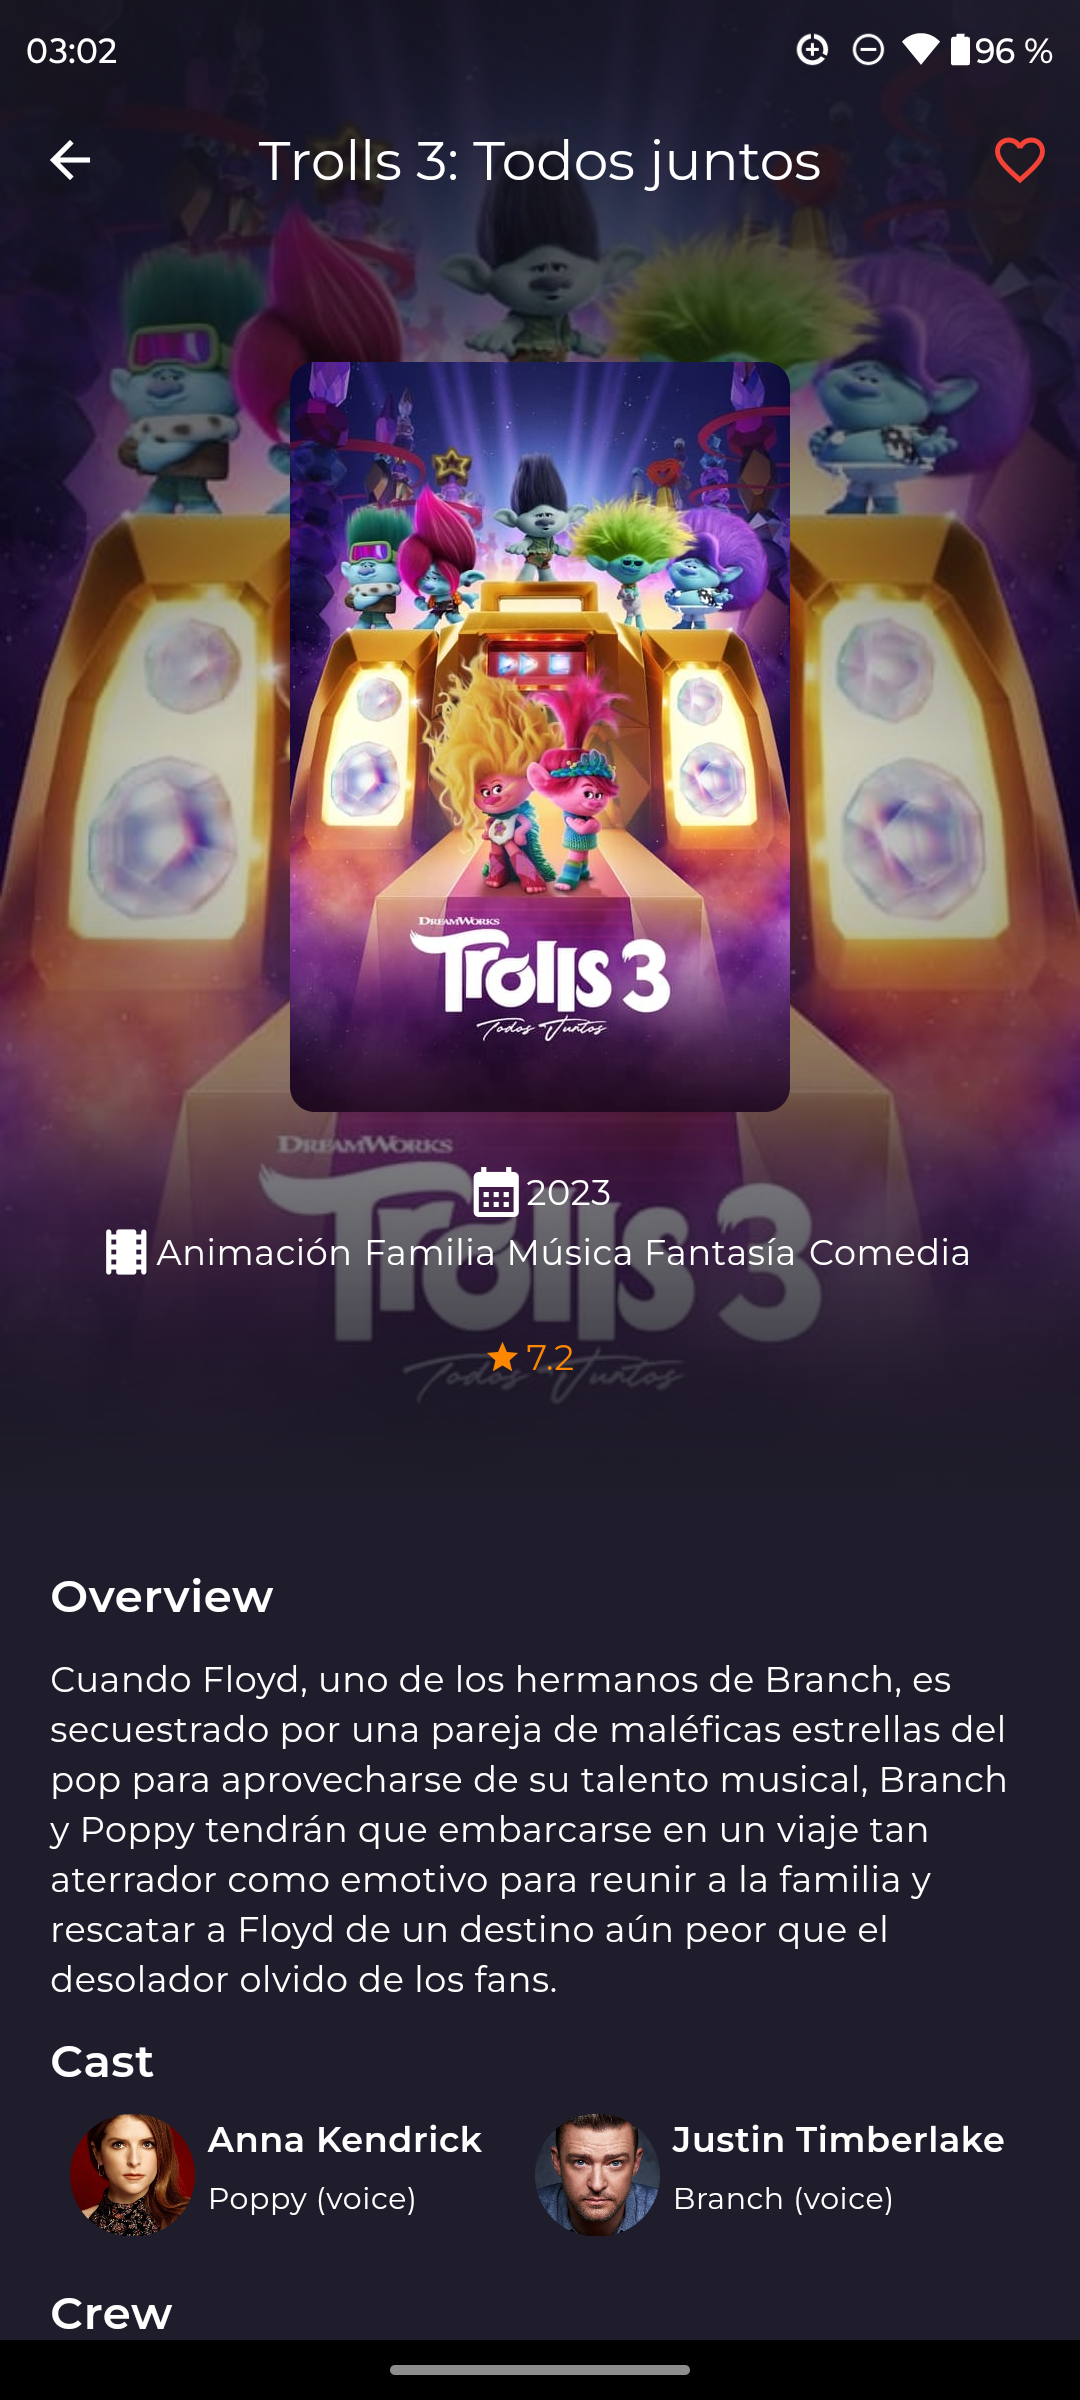 03:02
96 %
Trolls 3: Todos juntos
DREAMWORKS
Trolls 3
Todos Juntos
DREAMWORKS
Trolls 3
Todos Juntos
2023
Animación Familia Música Fantasía Comedia
7.2
Overview
Cuando Floyd, uno de los hermanos de Branch, es
secuestrado por una pareja de maléficas estrellas del
pop para aprovecharse de su talento musical, Branch
y Poppy tendrán que embarcarse en un viaje tan
aterrador como emotivo para reunir a la familia y
rescatar a Floyd de un destino aún peor que el
desolador olvido de los fans.
Cast
Anna Kendrick
Poppy (voice)
Justin Timberlake
Branch (voice)
Crew